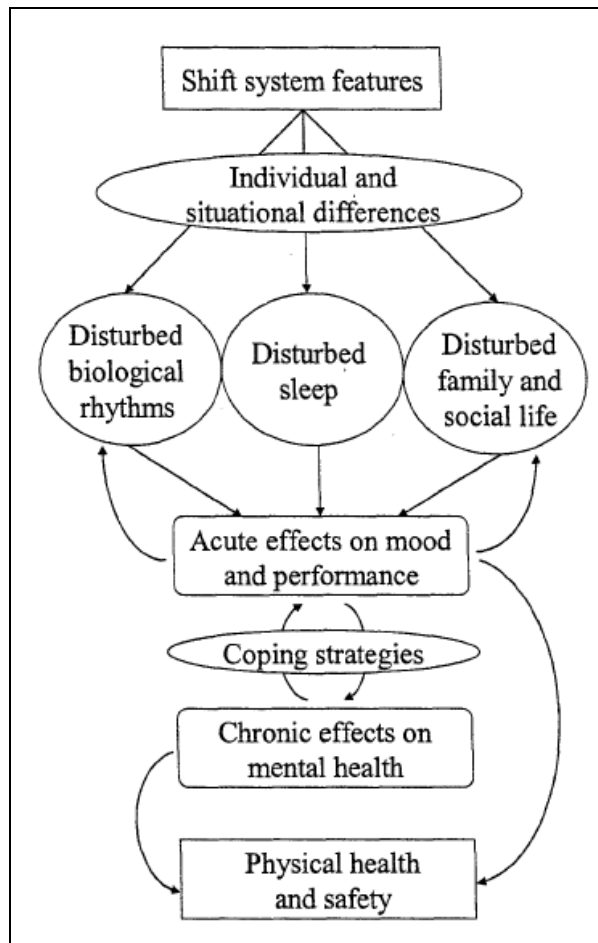 Shift system features
Individual and
situational differences
Disturbed
biological
rhythms
Disturbed
sleep
Disturbed
family and
social life
Acute effects on mood
and performance
Coping strategies
Chronic effects on
mental health
Physical health
and safety